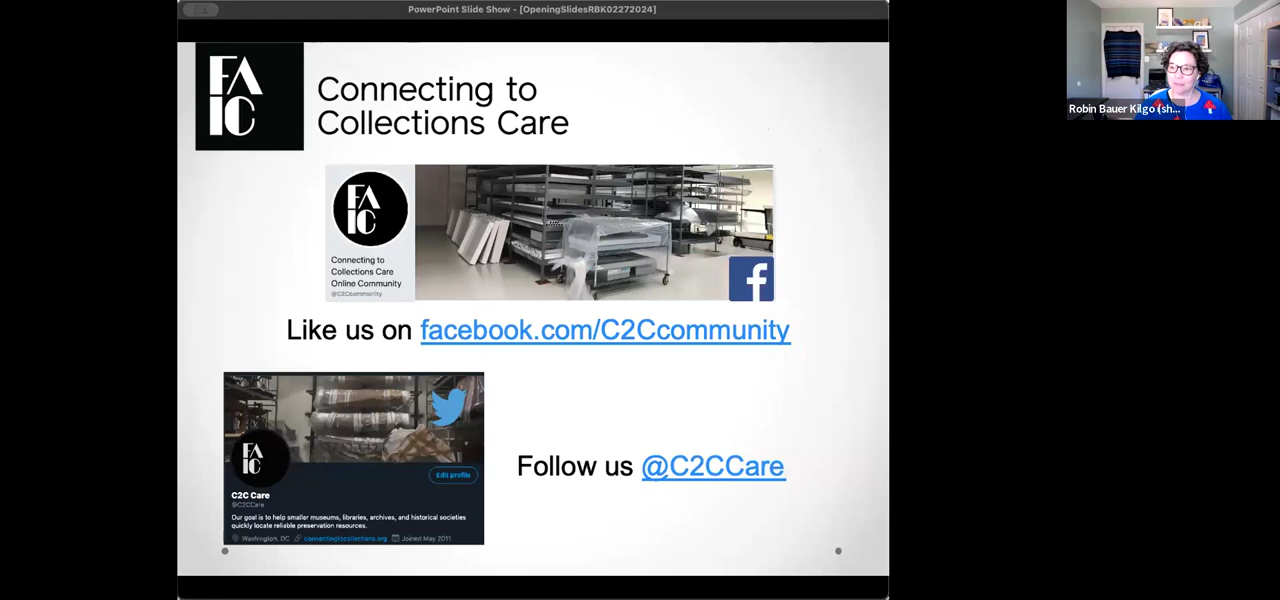 PowerPoint Slide Show - [OpeningSlidesRBK02272024]
FA
IC
Connecting to
Collections Care
Robin Bauer Kilgo (sh...
FA
IC
Connecting to
Collections Care
Online Community
@C2Ccommunity
f
Like us on facebook.com/C2Ccommunity
FA
IC
Edit profile
C2C Care
@C2CCare
Our goal is to help smaller museums, libraries, archives, and historical societies
quickly locate reliable preservation resources.
Washington, DC connectingtocollections.org Joined May 2011
Follow us @C2CCare